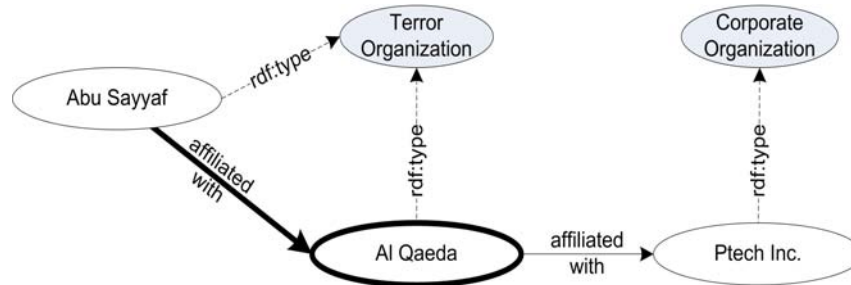 Terror
Organization
Corporate
Organization
rdf:type
Abu Sayyaf
affiliated
with
rdf:type
rdf:type
Al Qaeda
affiliated
with
Ptech Inc.